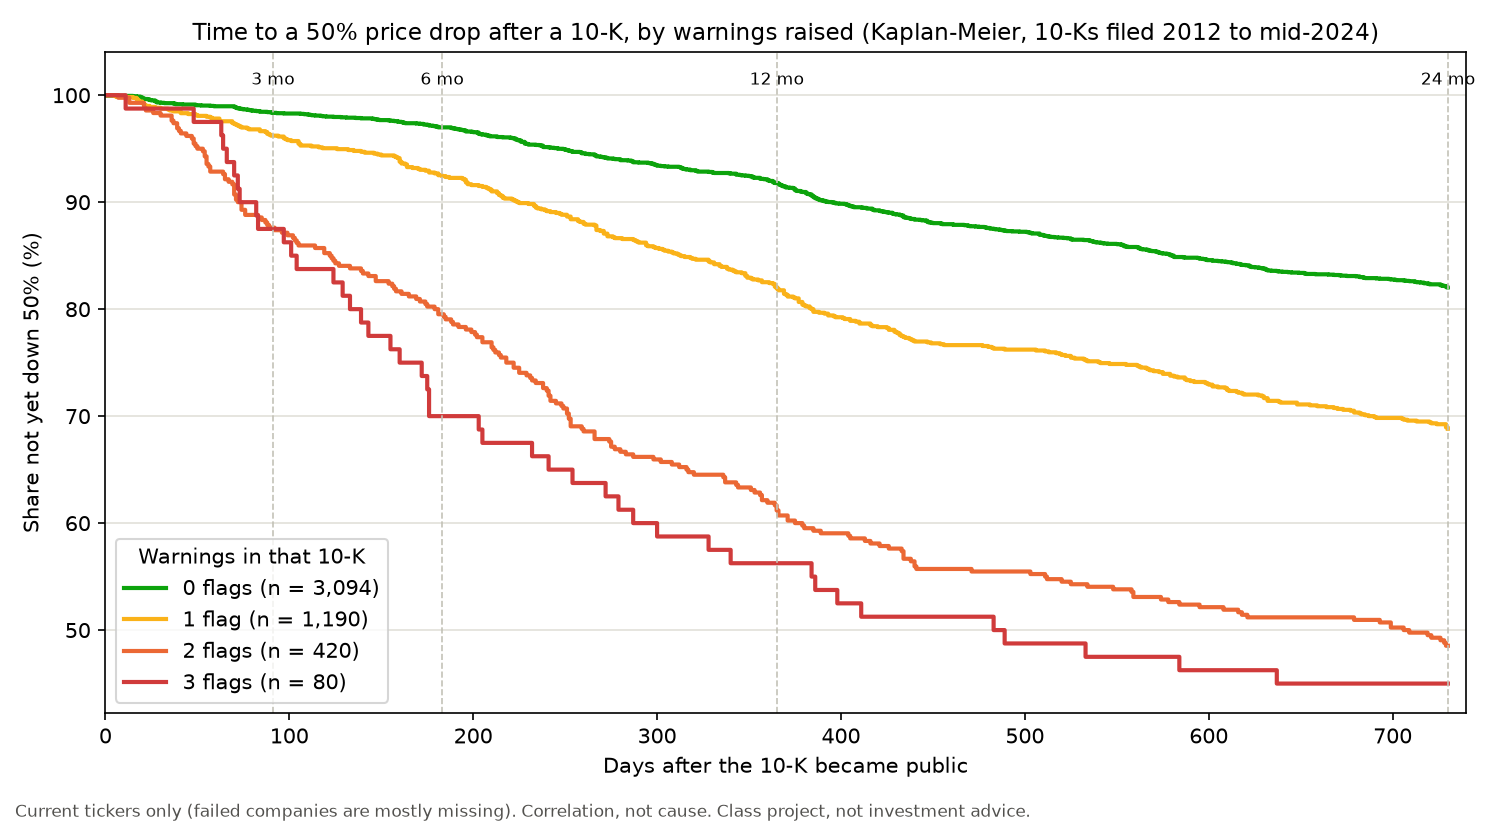 Time to a 50% price drop after a 10-K, by warnings raised (Kaplan-Meier, 10-Ks filed 2012 to mid-2024)
3 mo
6 mo
12 mo
24 mo
100
90
80
70
60
50
Share not yet down 50% (%)
Warnings in that 10-K
0 flags (n = 3,094)
1 flag (n = 1,190)
2 flags (n = 420)
3 flags (n = 80)
0
100
200
300
400
500
600
700
Days after the 10-K became public
Current tickers only (failed companies are mostly missing). Correlation, not cause. Class project, not investment advice.